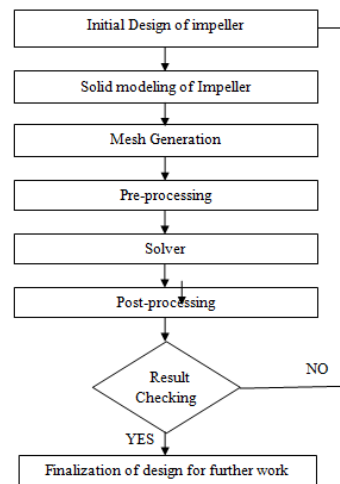 Initial Design of impeller
Solid modeling of Impeller
Mesh Generation
Pre-processing
Solver
Post-processing
Result
Checking
NO
YES
Finalization of design for further work